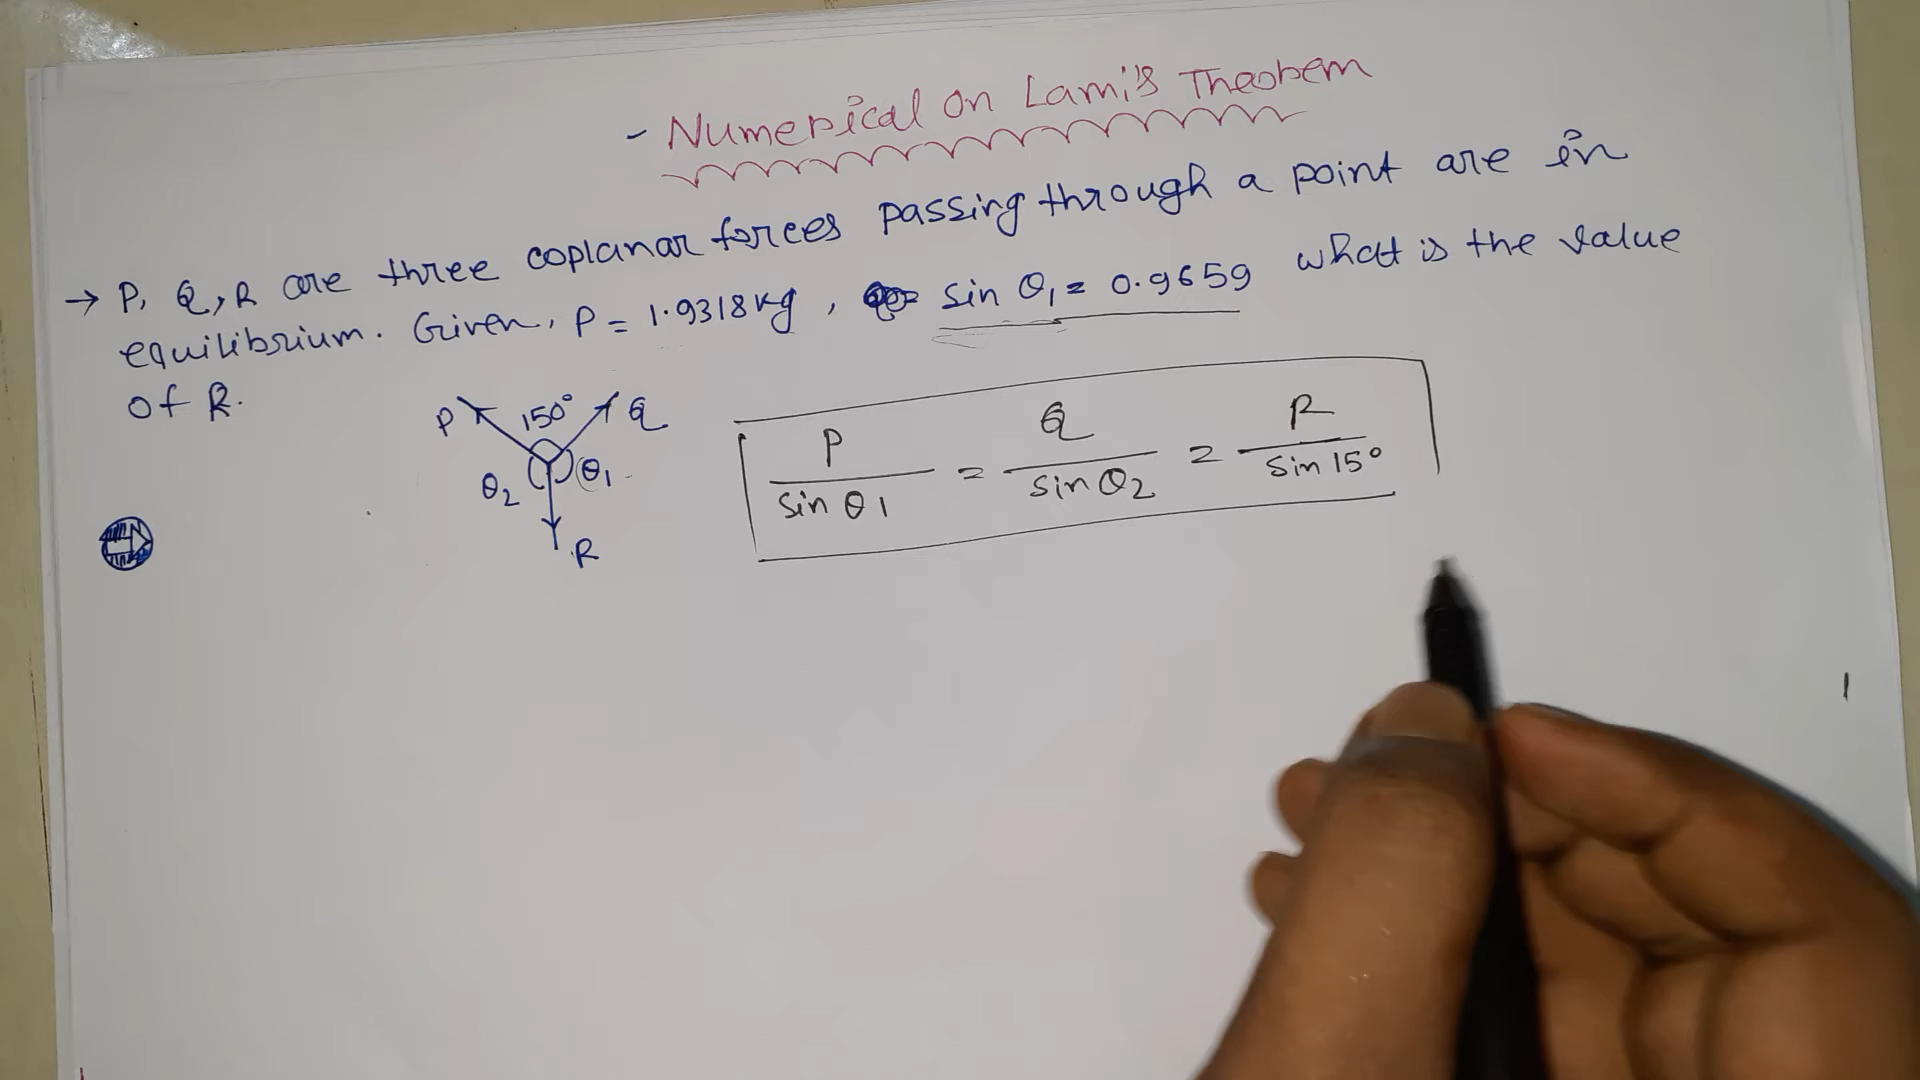 - Numerical on Lami's Theorem
→ P, Q, R are three coplanar forces passing through a point are in
equilibrium. Given, P = 1.9318 kg, sin θ1 = 0.9659 what is the value
of R.
P 150° Q
θ2 θ1
R
P/sin θ1 = Q/sin θ2 = R/sin 15°